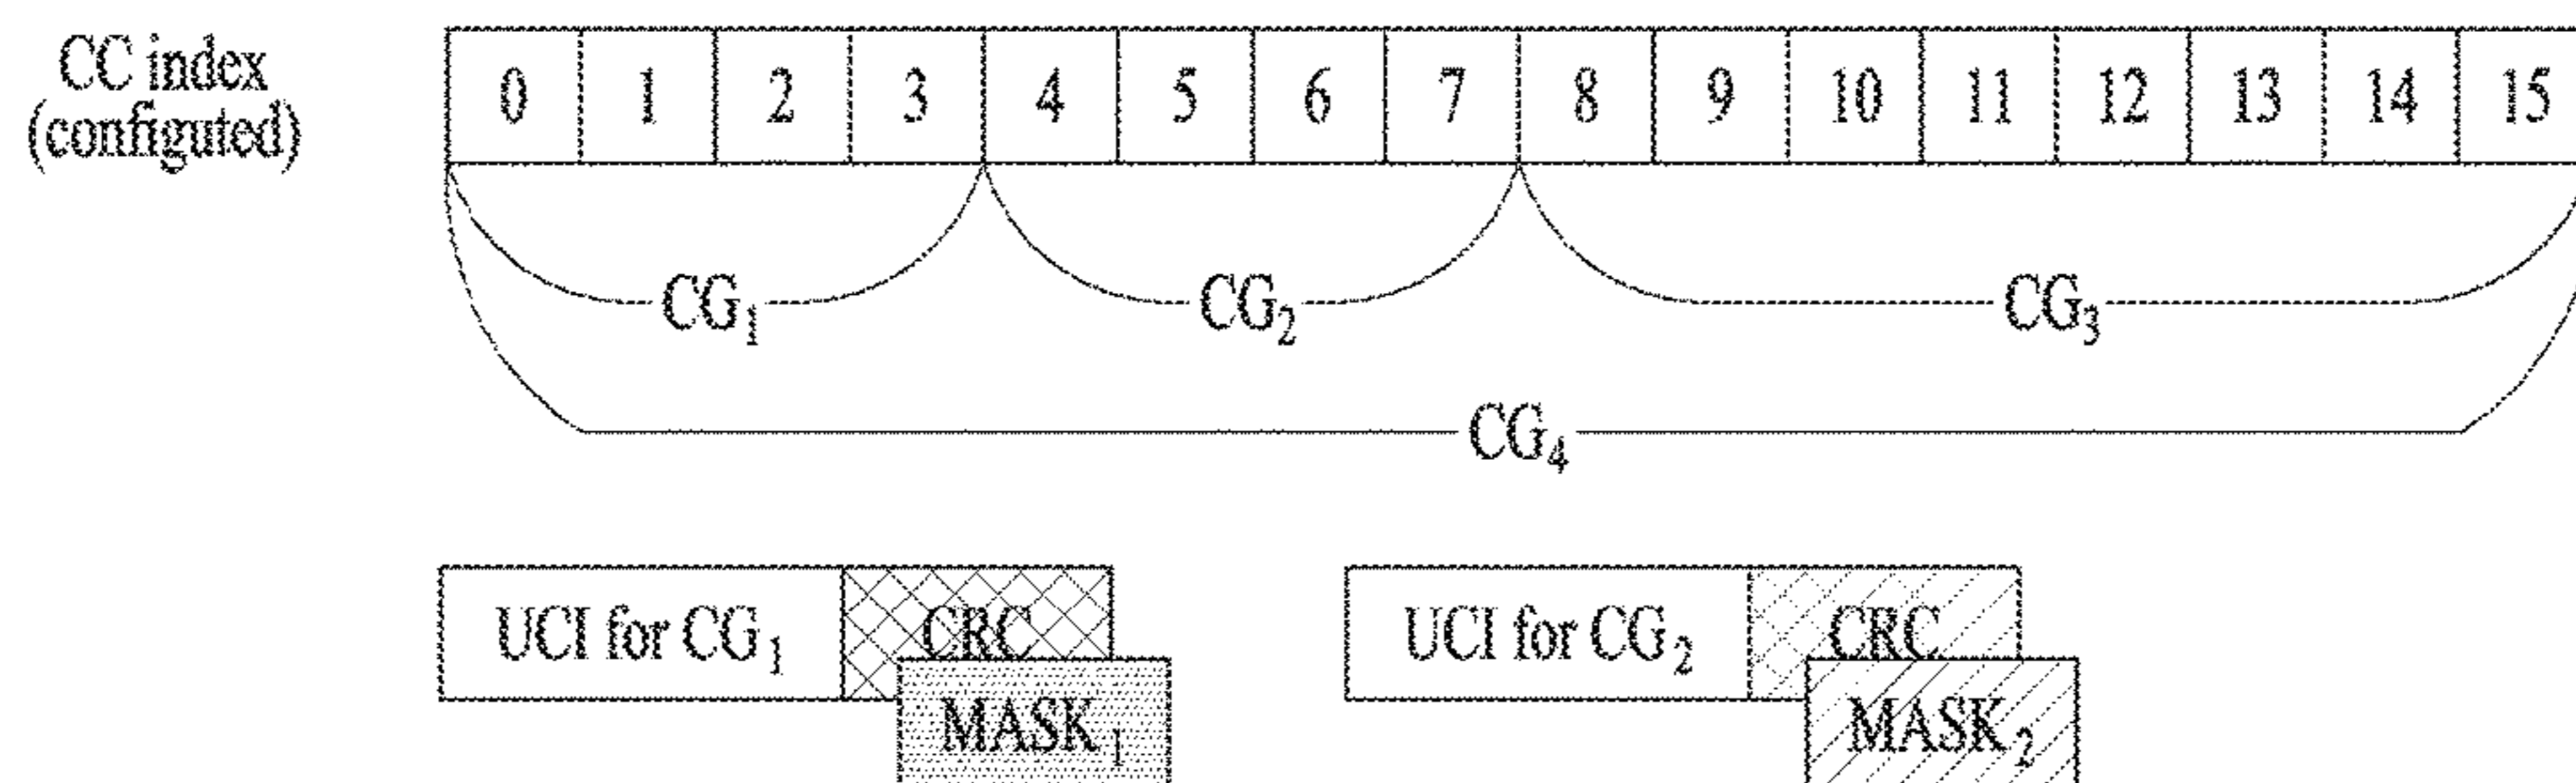 CC index
(configuted)
0 1 2 3 4 5 6 7 8 9 10 11 12 13 14 15
CG1 CG2 CG3
CG4
UCI for CG1 CRC UCI for CG2 CRC
MASK1 MASK2